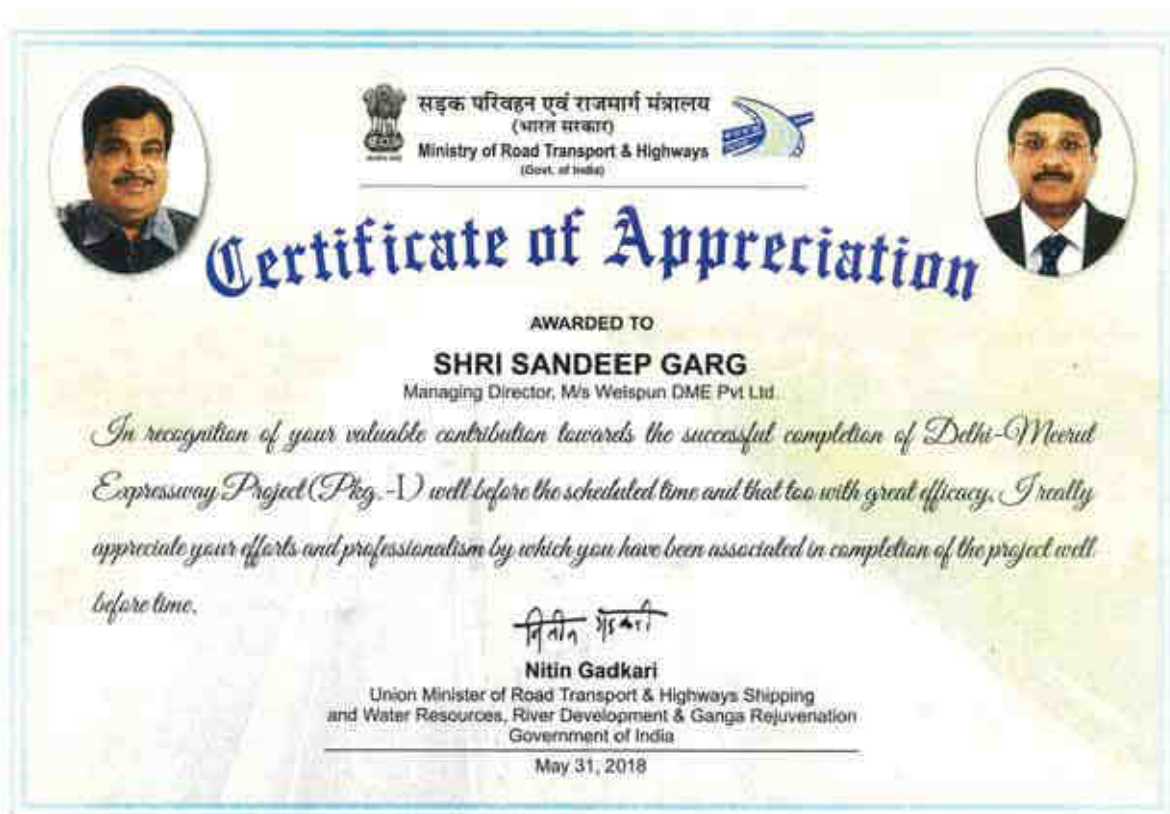 सड़क परिवहन एवं राजमार्ग मंत्रालय
(भारत सरकार)
Ministry of Road Transport & Highways
(Govt. of India)
Certificate of Appreciation
AWARDED TO
SHRI SANDEEP GARG
Managing Director, M/s Welspun DME Pvt Ltd.
In recognition of your valuable contribution towards the successful completion of Delhi-Meerut
Expressway Project (Pkg.-I) well before the scheduled time and that too with great efficacy. I really
appreciate your efforts and professionalism by which you have been associated in completion of the project well
before time.
नितीन गडकरी
Nitin Gadkari
Union Minister of Road Transport & Highways Shipping
and Water Resources, River Development & Ganga Rejuvenation
Government of India
May 31, 2018